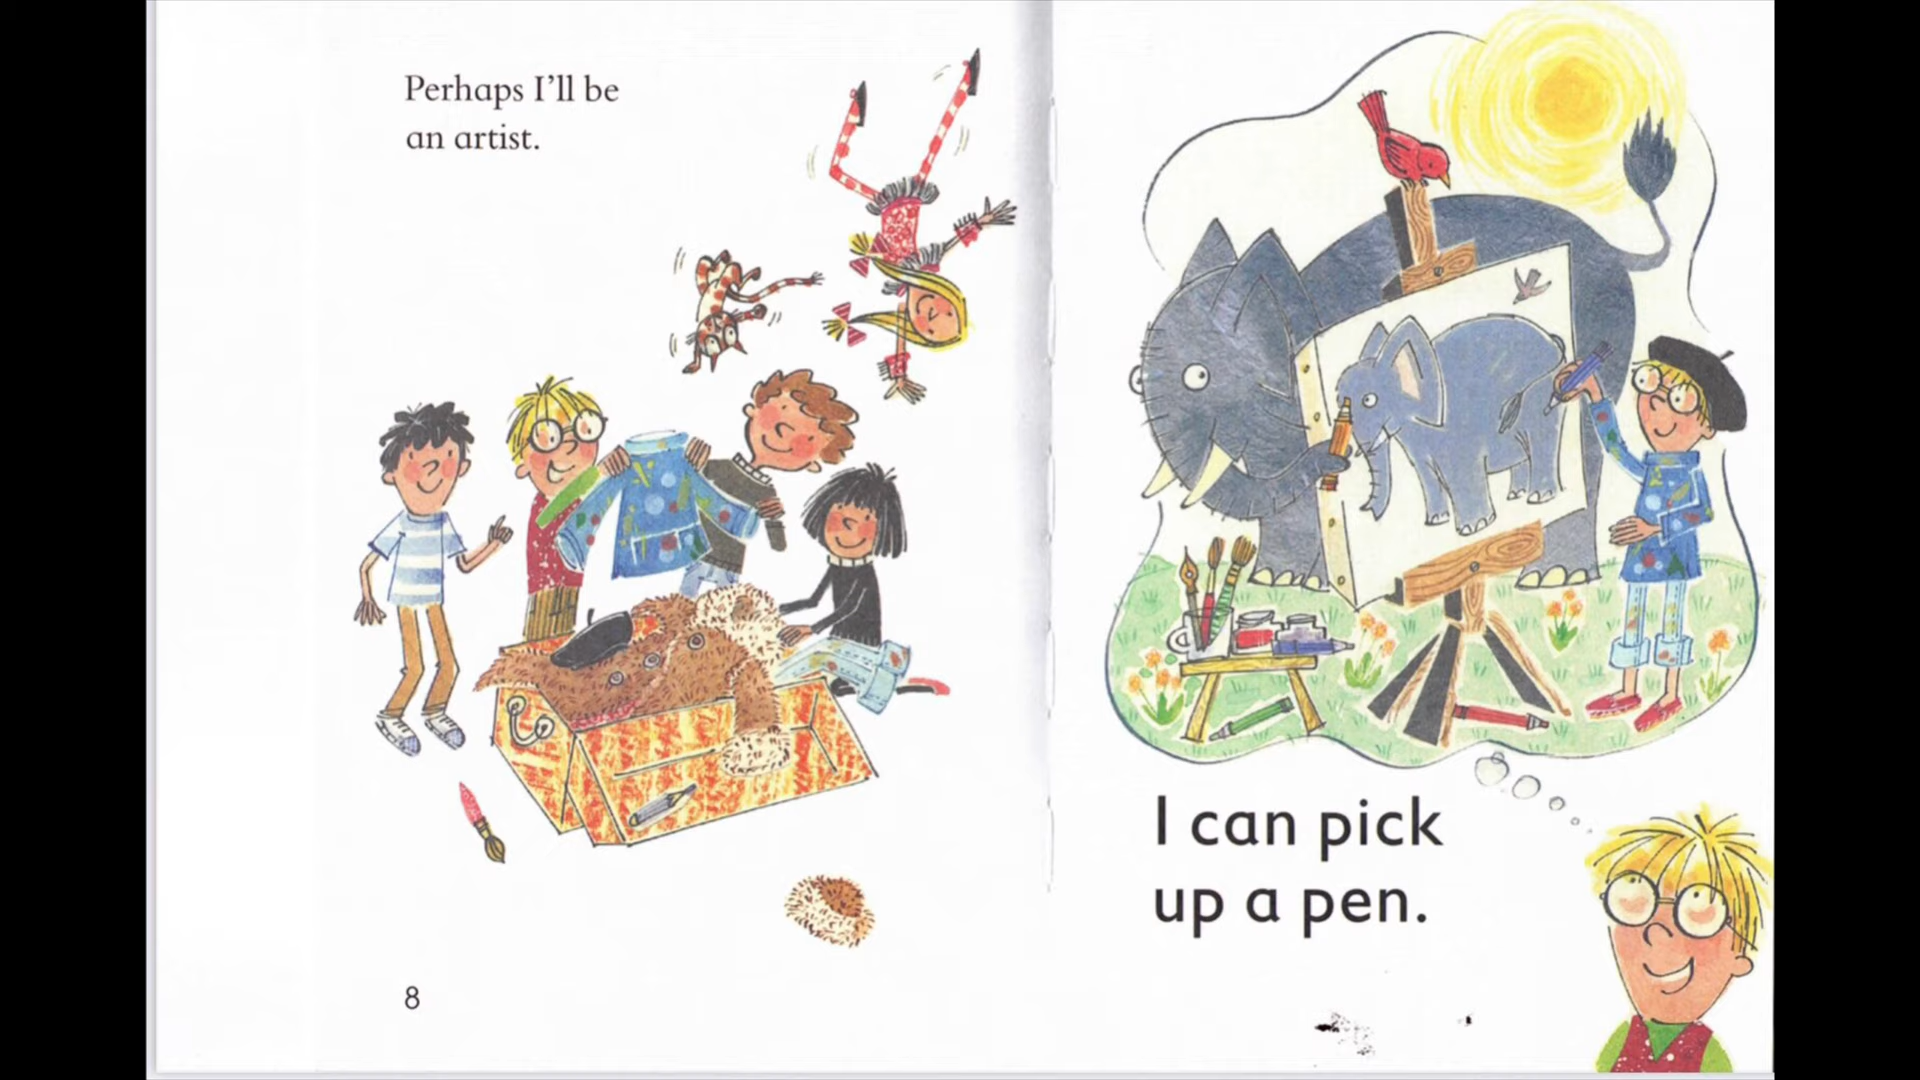 Perhaps I'll be
an artist.
8
I can pick
up a pen.